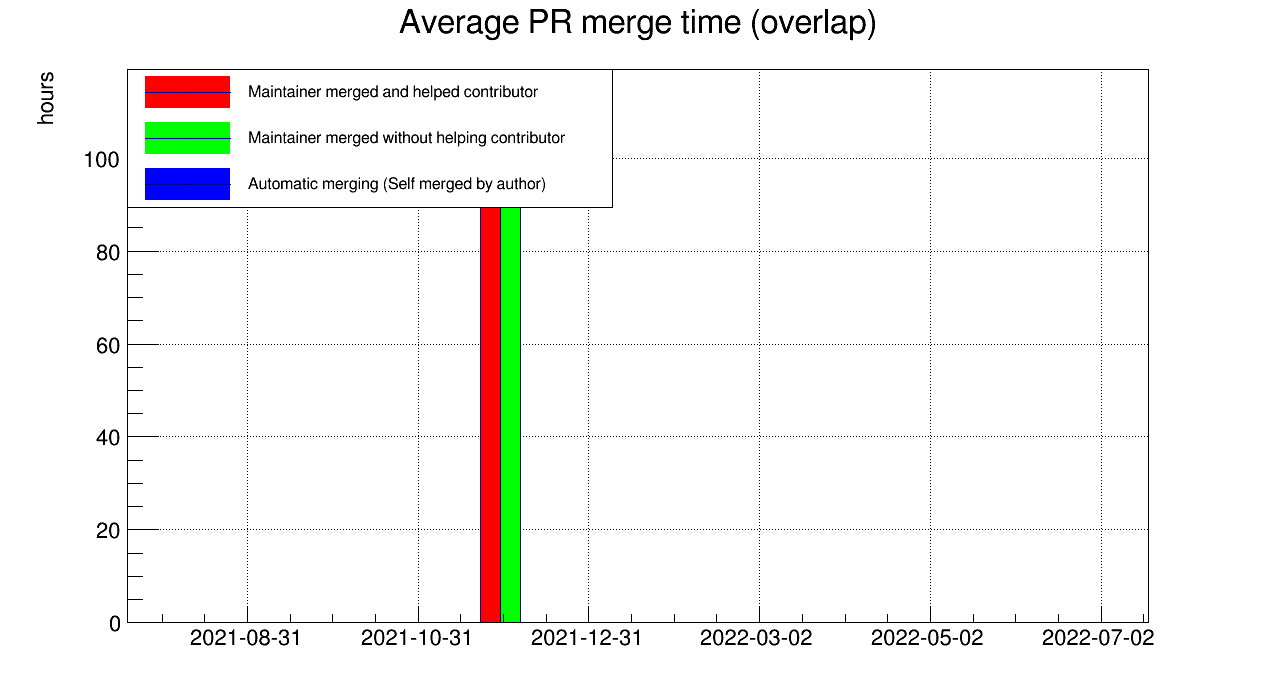 Average PR merge time (overlap)
hours
Maintainer merged and helped contributor
Maintainer merged without helping contributor
Automatic merging (Self merged by author)
100
80
60
40
20
0
2021-08-31 2021-10-31 2021-12-31 2022-03-02 2022-05-02 2022-07-02